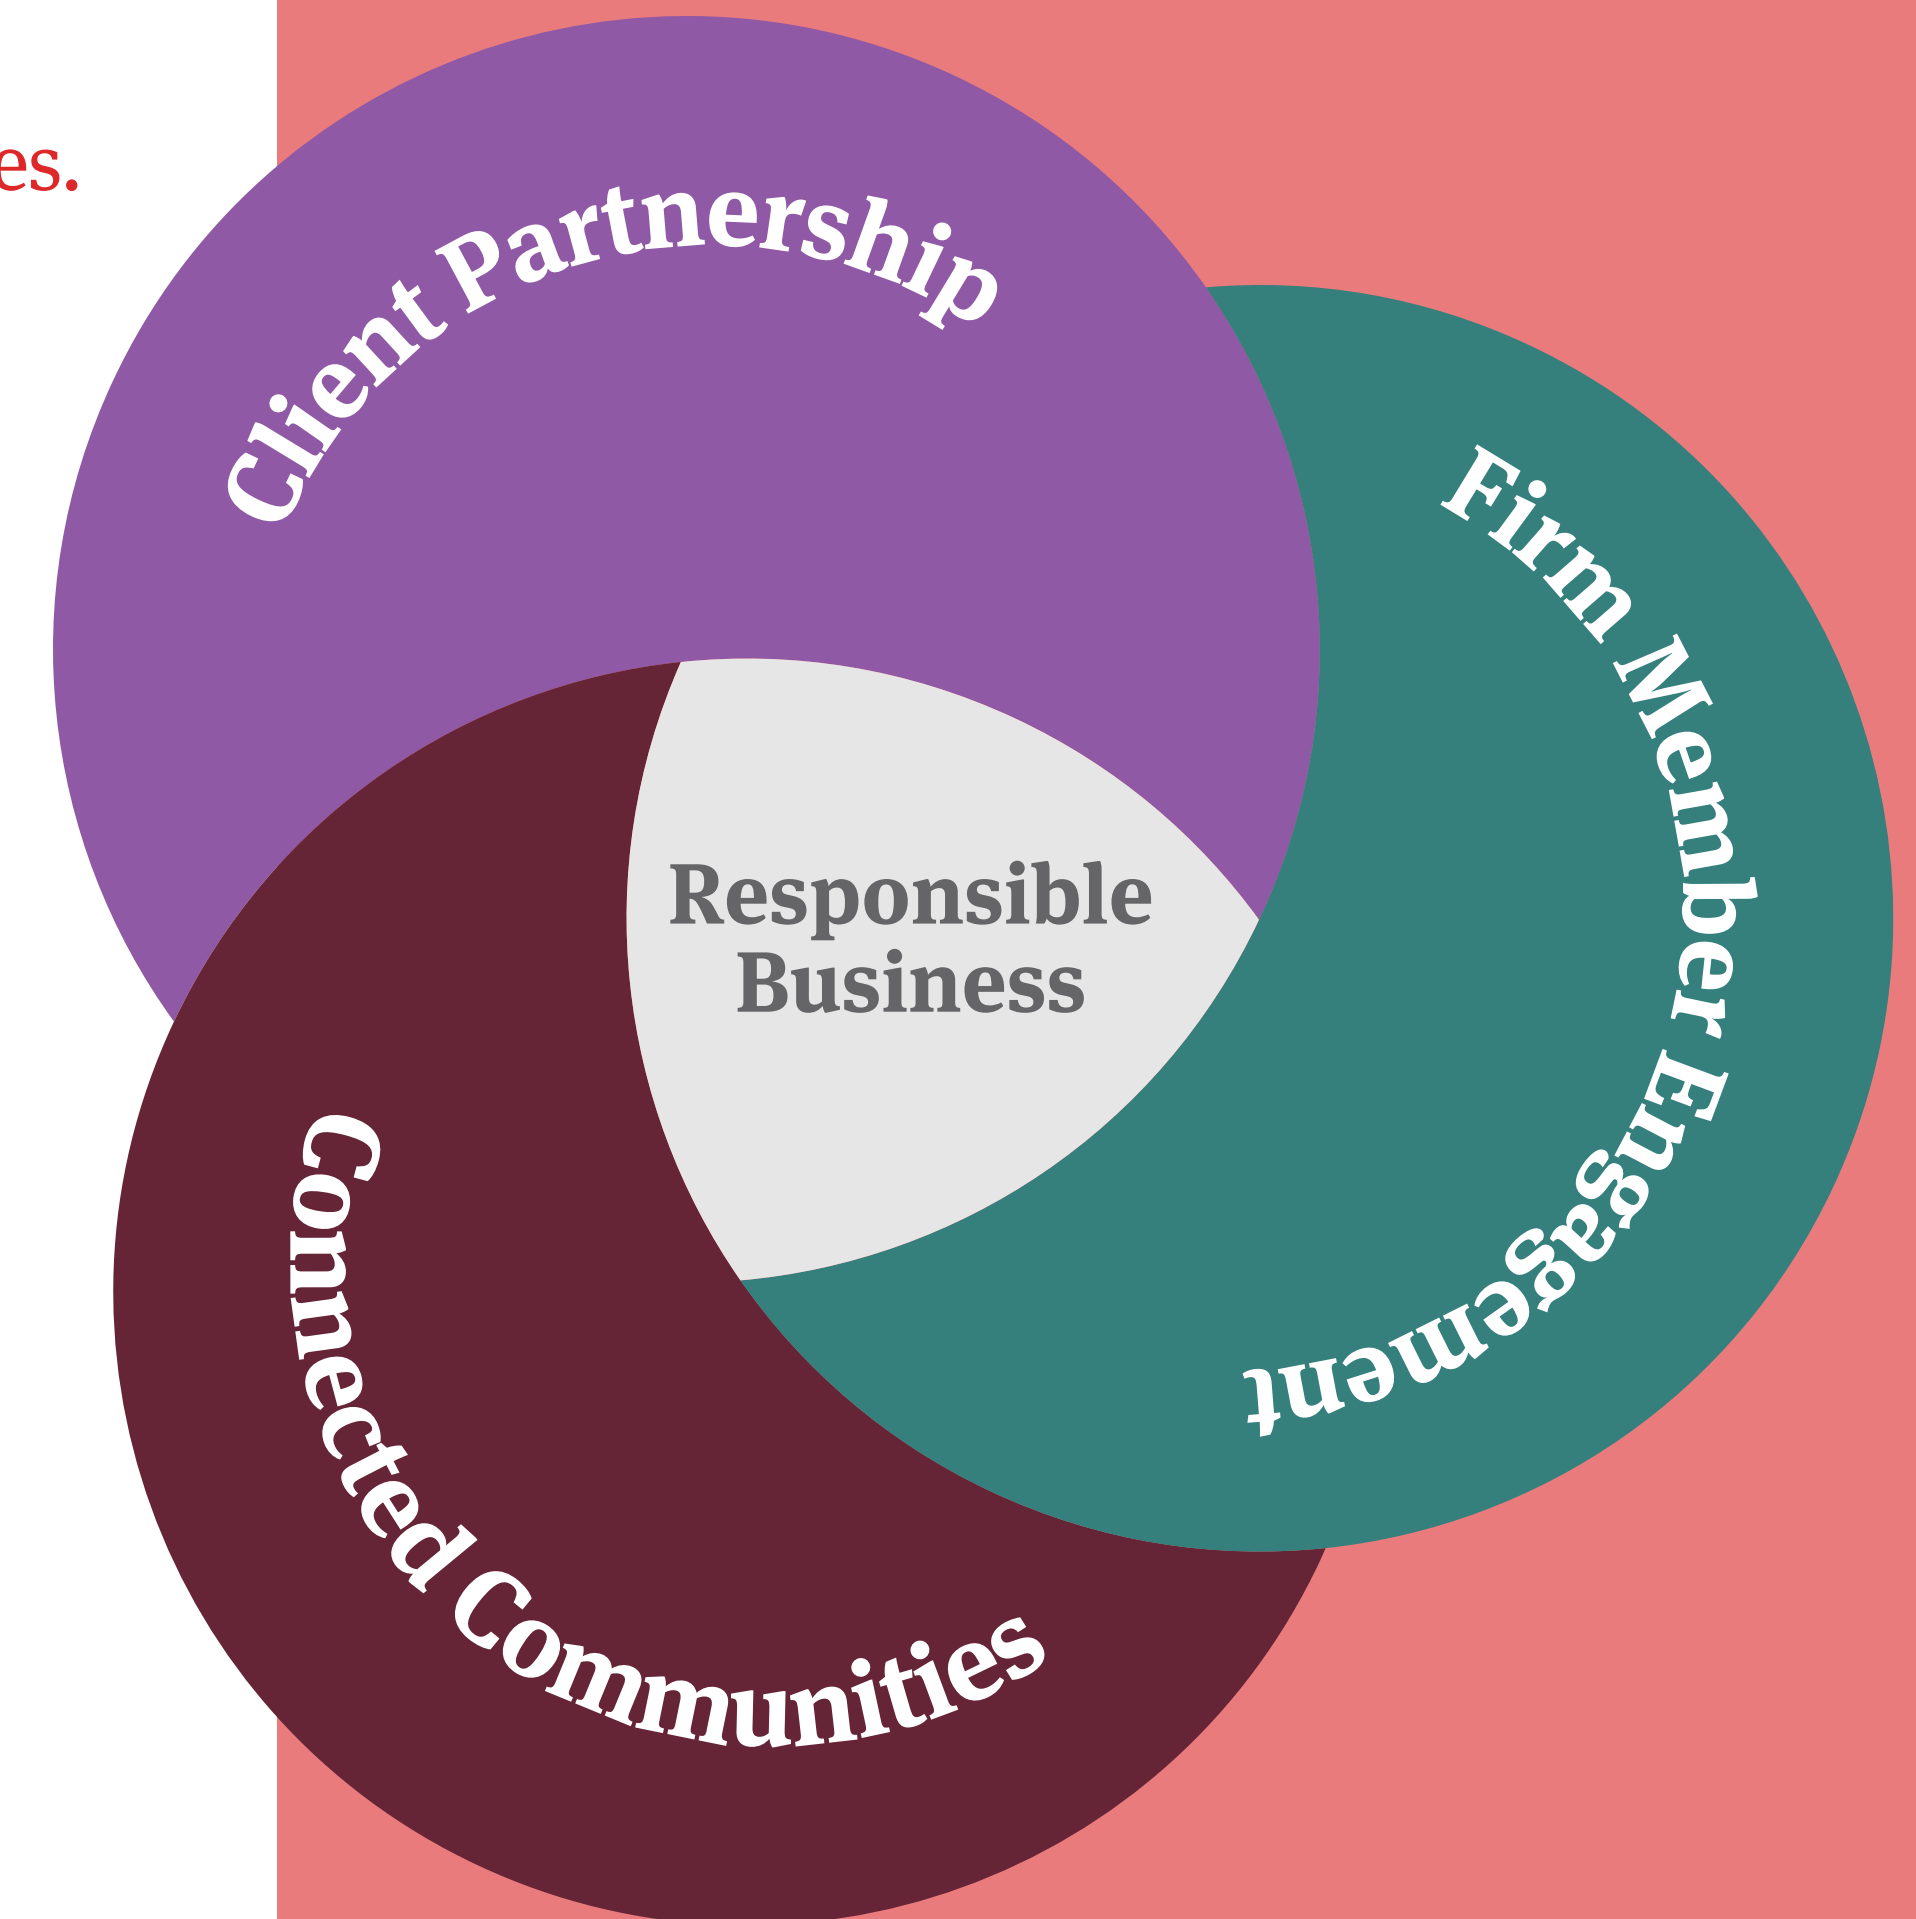 es.
Client Partnership
Firm Member Engagement
Responsible
Business
Connected Communities